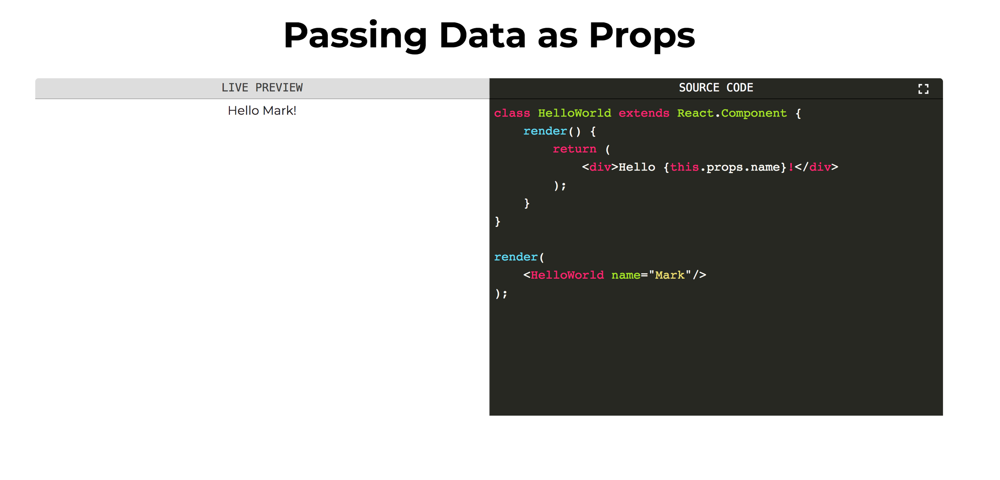 Passing Data as Props
LIVE PREVIEW
Hello Mark!
SOURCE CODE
class HelloWorld extends React.Component {
    render() {
        return (
            <div>Hello {this.props.name}!</div>
        );
    }
}
render(
    <HelloWorld name="Mark"/>
);